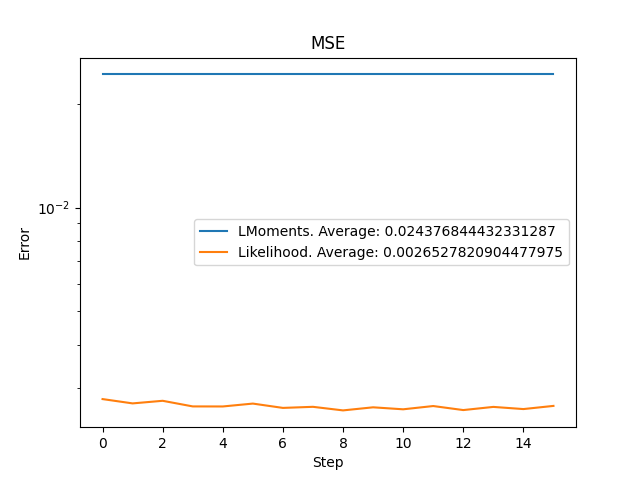 MSE
10⁻²
Error
LMoments. Average: 0.024376844432331287
Likelihood. Average: 0.0026527820904477975
0 2 4 6 8 10 12 14
Step